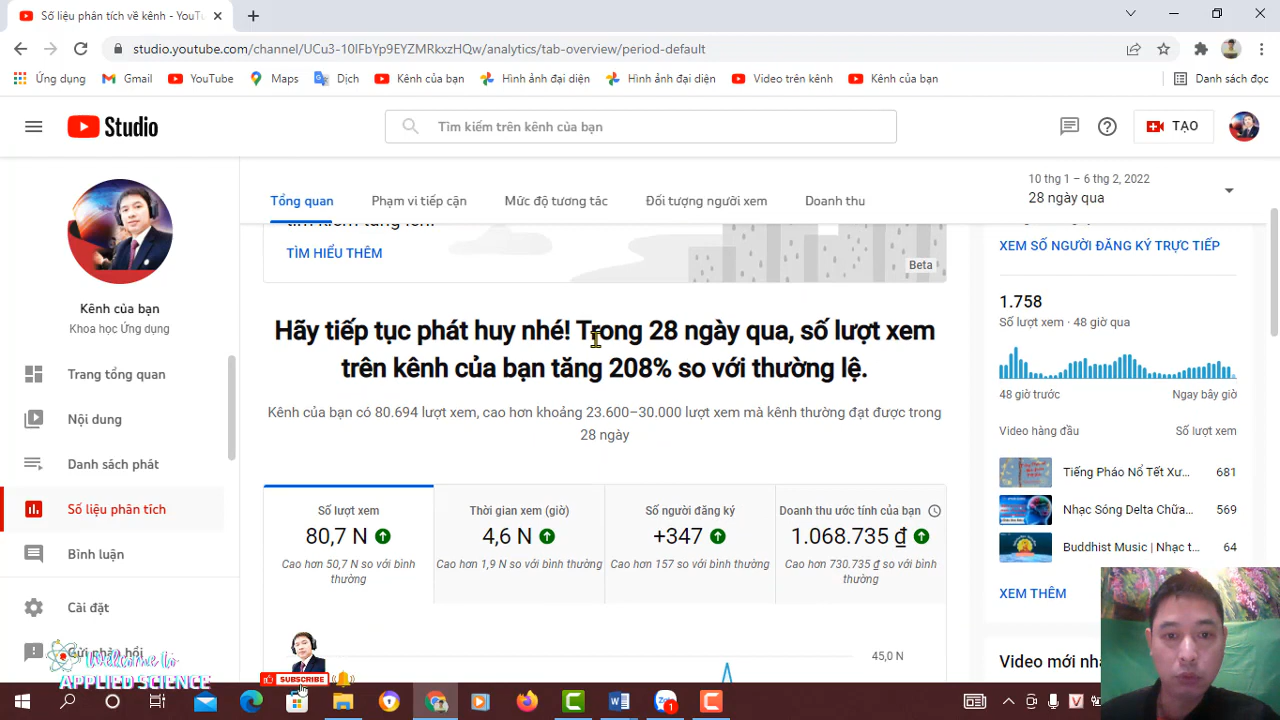 Số liệu phân tích về kênh - YouTu
studio.youtube.com/channel/UCu3-10IFbYp9EYZMRkxzHQw/analytics/tab-overview/period-default
Ứng dụng Gmail YouTube Maps Dịch Kênh của bạn Hình ảnh đại diện Hình ảnh đại diện Video trên kênh Kênh của bạn Danh sách đọc
Studio
Tìm kiếm trên kênh của bạn
TẠO
Tổng quan Phạm vi tiếp cận Mức độ tương tác Đối tượng người xem Doanh thu
10 thg 1 – 6 thg 2, 2022
28 ngày qua
Kênh của bạn
Khoa học Ứng dụng
Trang tổng quan
Nội dung
Danh sách phát
Số liệu phân tích
Bình luận
Cài đặt
Gửi phản hồi
Welcome to
APPLIED SCIENCE
SUBSCRIBE
TÌM HIỂU THÊM
Beta
Hãy tiếp tục phát huy nhé! Trong 28 ngày qua, số lượt xem
trên kênh của bạn tăng 208% so với thường lệ.
Kênh của bạn có 80.694 lượt xem, cao hơn khoảng 23.600–30.000 lượt xem mà kênh thường đạt được trong
28 ngày
Số lượt xem
80,7 N
Cao hơn 50,7 N so với bình
thường
Thời gian xem (giờ)
4,6 N
Cao hơn 1,9 N so với bình thường
Số người đăng ký
+347
Cao hơn 157 so với bình thường
Doanh thu ước tính của bạn
1.068.735 ₫
Cao hơn 730.735 ₫ so với bình
thường
45,0 N
XEM SỐ NGƯỜI ĐĂNG KÝ TRỰC TIẾP
1.758
Số lượt xem · 48 giờ qua
48 giờ trước Ngay bây giờ
Video hàng đầu Số lượt xem
Tiếng Pháo Nổ Tết Xư... 681
Nhạc Sóng Delta Chữa... 569
Buddhist Music | Nhạc t... 64
XEM THÊM
Video mới nhấ
1